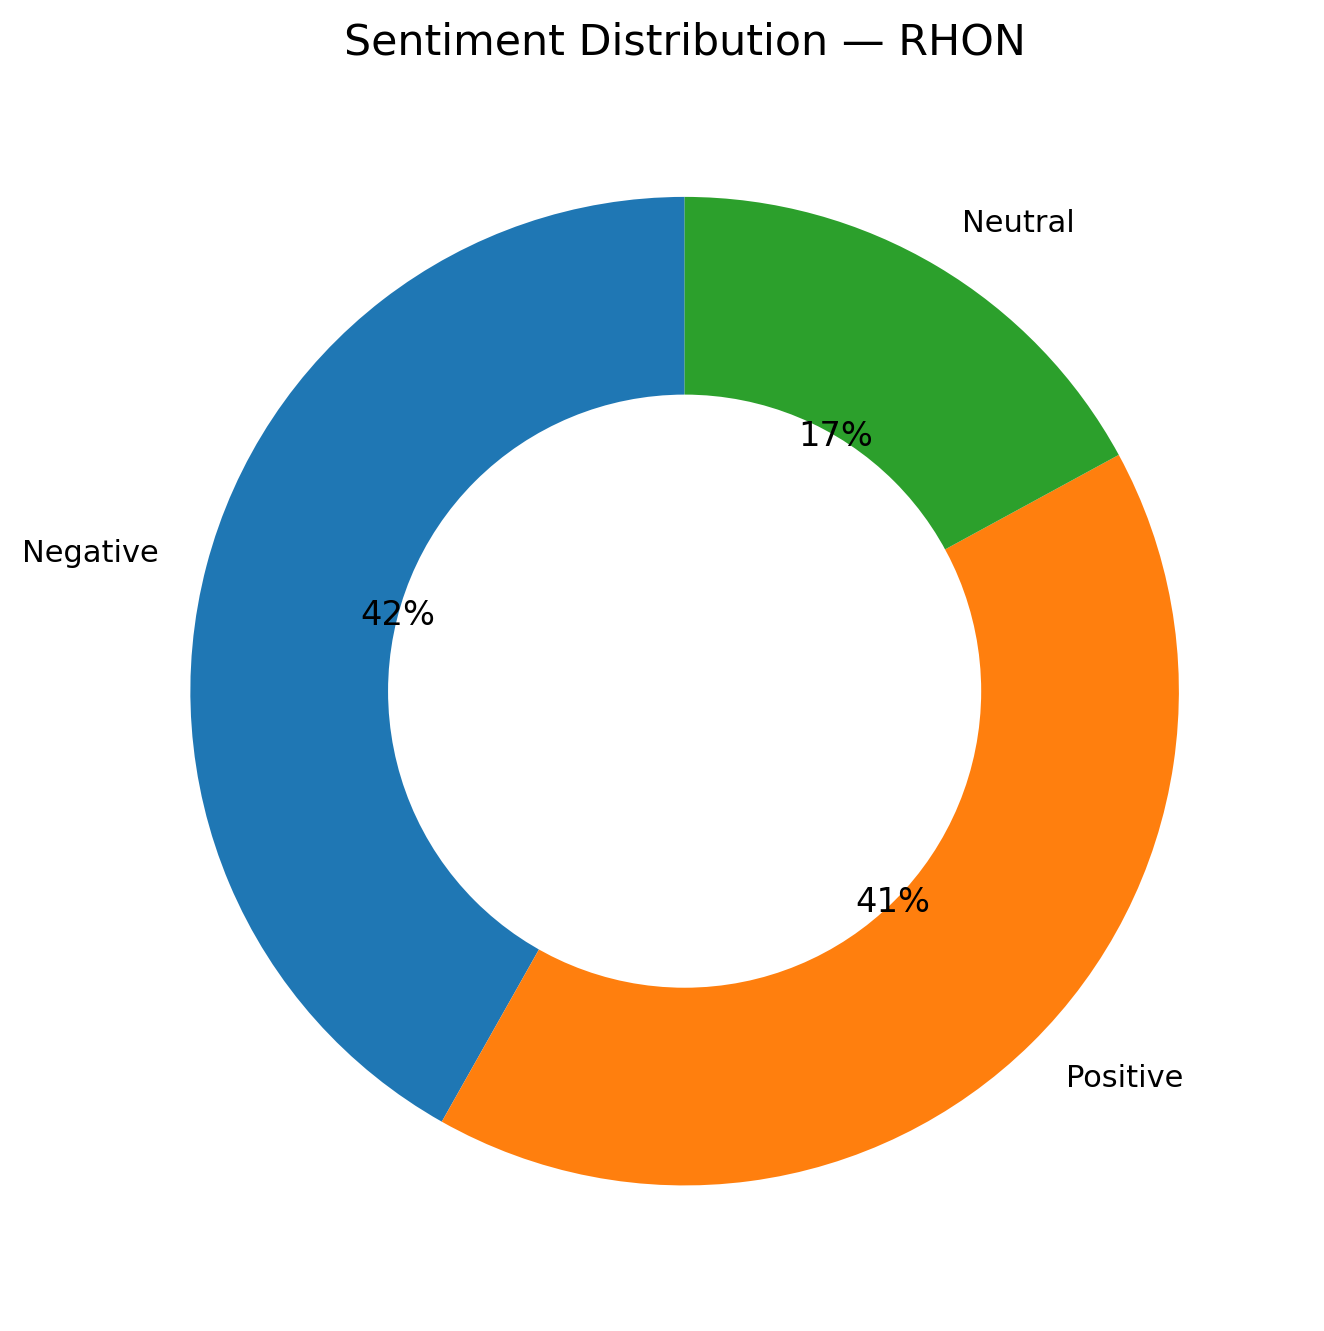 Sentiment Distribution — RHON
Neutral
17%
Negative
42%
41%
Positive